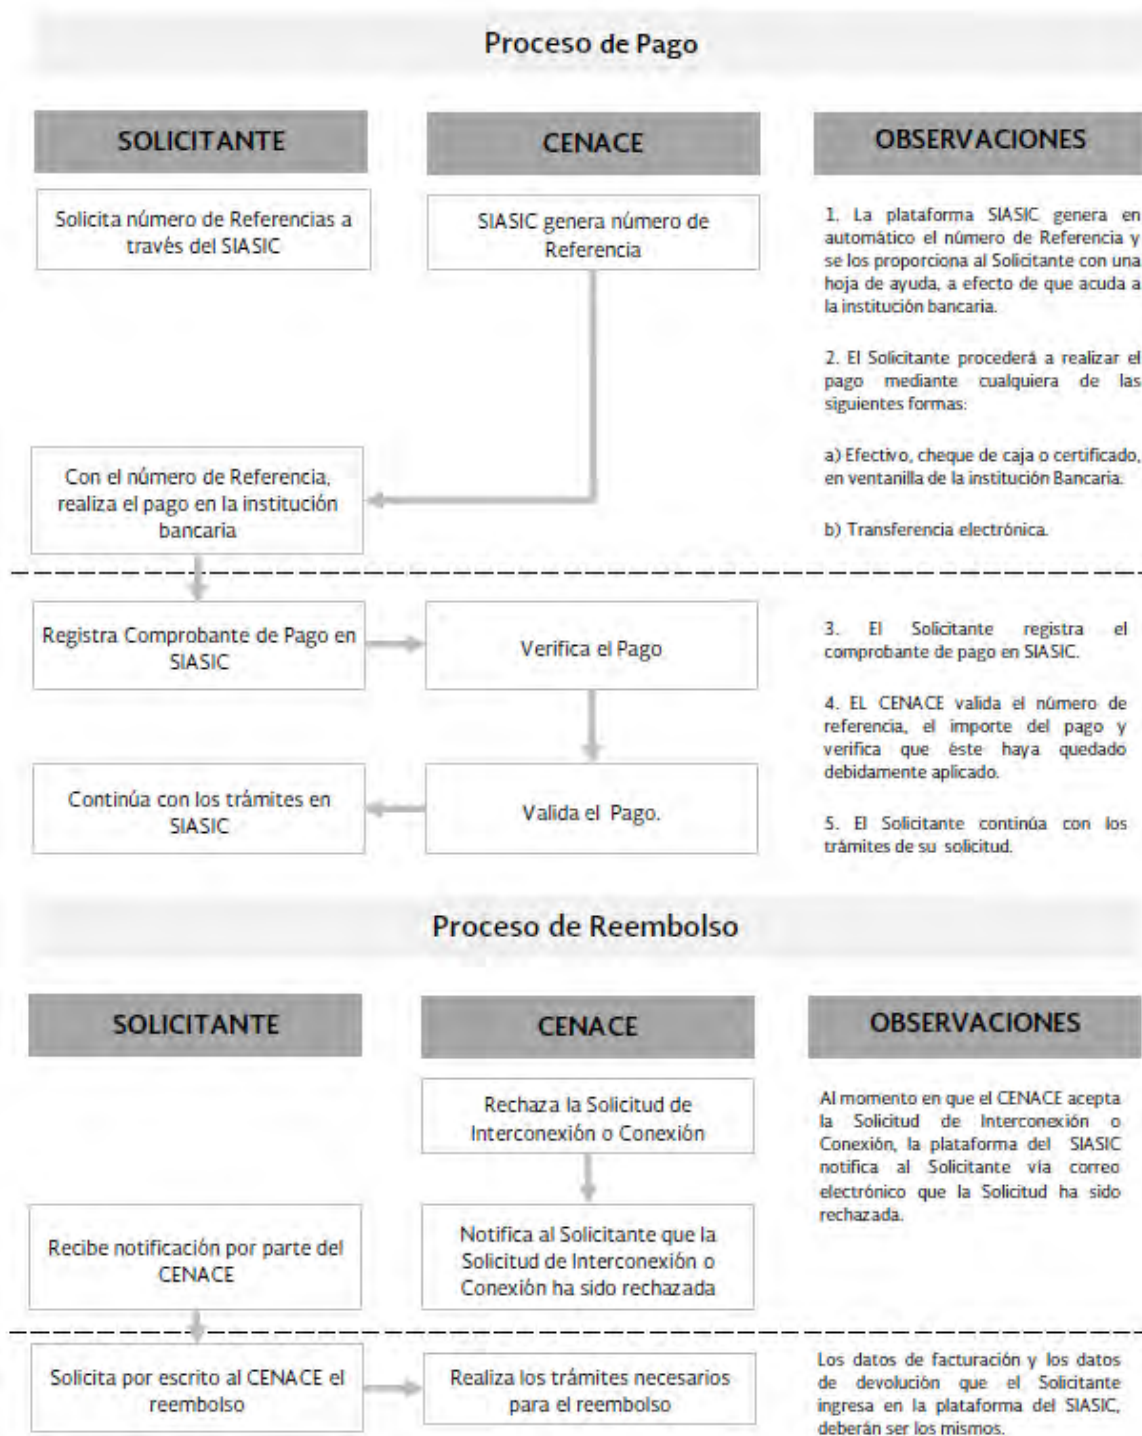 Proceso de Pago
SOLICITANTE
CENACE
OBSERVACIONES
Solicita número de Referencias a
través del SIASIC
SIASIC genera número de
Referencia
1. La plataforma SIASIC genera en
automático el número de Referencia y
se los proporciona al Solicitante con una
hoja de ayuda, a efecto de que acuda a
la institución bancaria.
2. El Solicitante procederá a realizar el
pago mediante cualquiera de las
siguientes formas:
a) Efectivo, cheque de caja o certificado,
en ventanilla de la institución Bancaria.
b) Transferencia electrónica.
Con el número de Referencia,
realiza el pago en la institución
bancaria
Registra Comprobante de Pago en
SIASIC
Verifica el Pago
3. El Solicitante registra el
comprobante de pago en SIASIC.
4. EL CENACE valida el número de
referencia, el importe del pago y
verifica que éste haya quedado
debidamente aplicado.
Continúa con los trámites en
SIASIC
Valida el Pago.
5. El Solicitante continúa con los
trámites de su solicitud.
Proceso de Reembolso
SOLICITANTE
CENACE
OBSERVACIONES
Rechaza la Solicitud de
Interconexión o Conexión
Al momento en que el CENACE acepta
la Solicitud de Interconexión o
Conexión, la plataforma del SIASIC
notifica al Solicitante vía correo
electrónico que la Solicitud ha sido
rechazada.
Recibe notificación por parte del
CENACE
Notifica al Solicitante que la
Solicitud de Interconexión o
Conexión ha sido rechazada
Solicita por escrito al CENACE el
reembolso
Realiza los trámites necesarios
para el reembolso
Los datos de facturación y los datos
de devolución que el Solicitante
ingresa en la plataforma del SIASIC,
deberán ser los mismos.